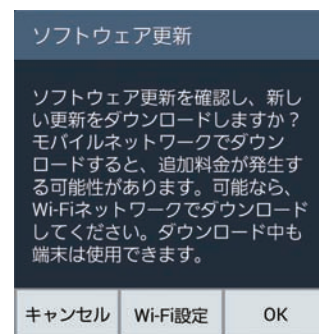 ソフトウェア更新
ソフトウェア更新を確認し、新し
い更新をダウンロードしますか？
モバイルネットワークでダウン
ロードすると、追加料金が発生す
る可能性があります。可能なら、
Wi-Fiネットワークでダウンロード
してください。ダウンロード中も
端末は使用できます。
キャンセル Wi-Fi設定 OK